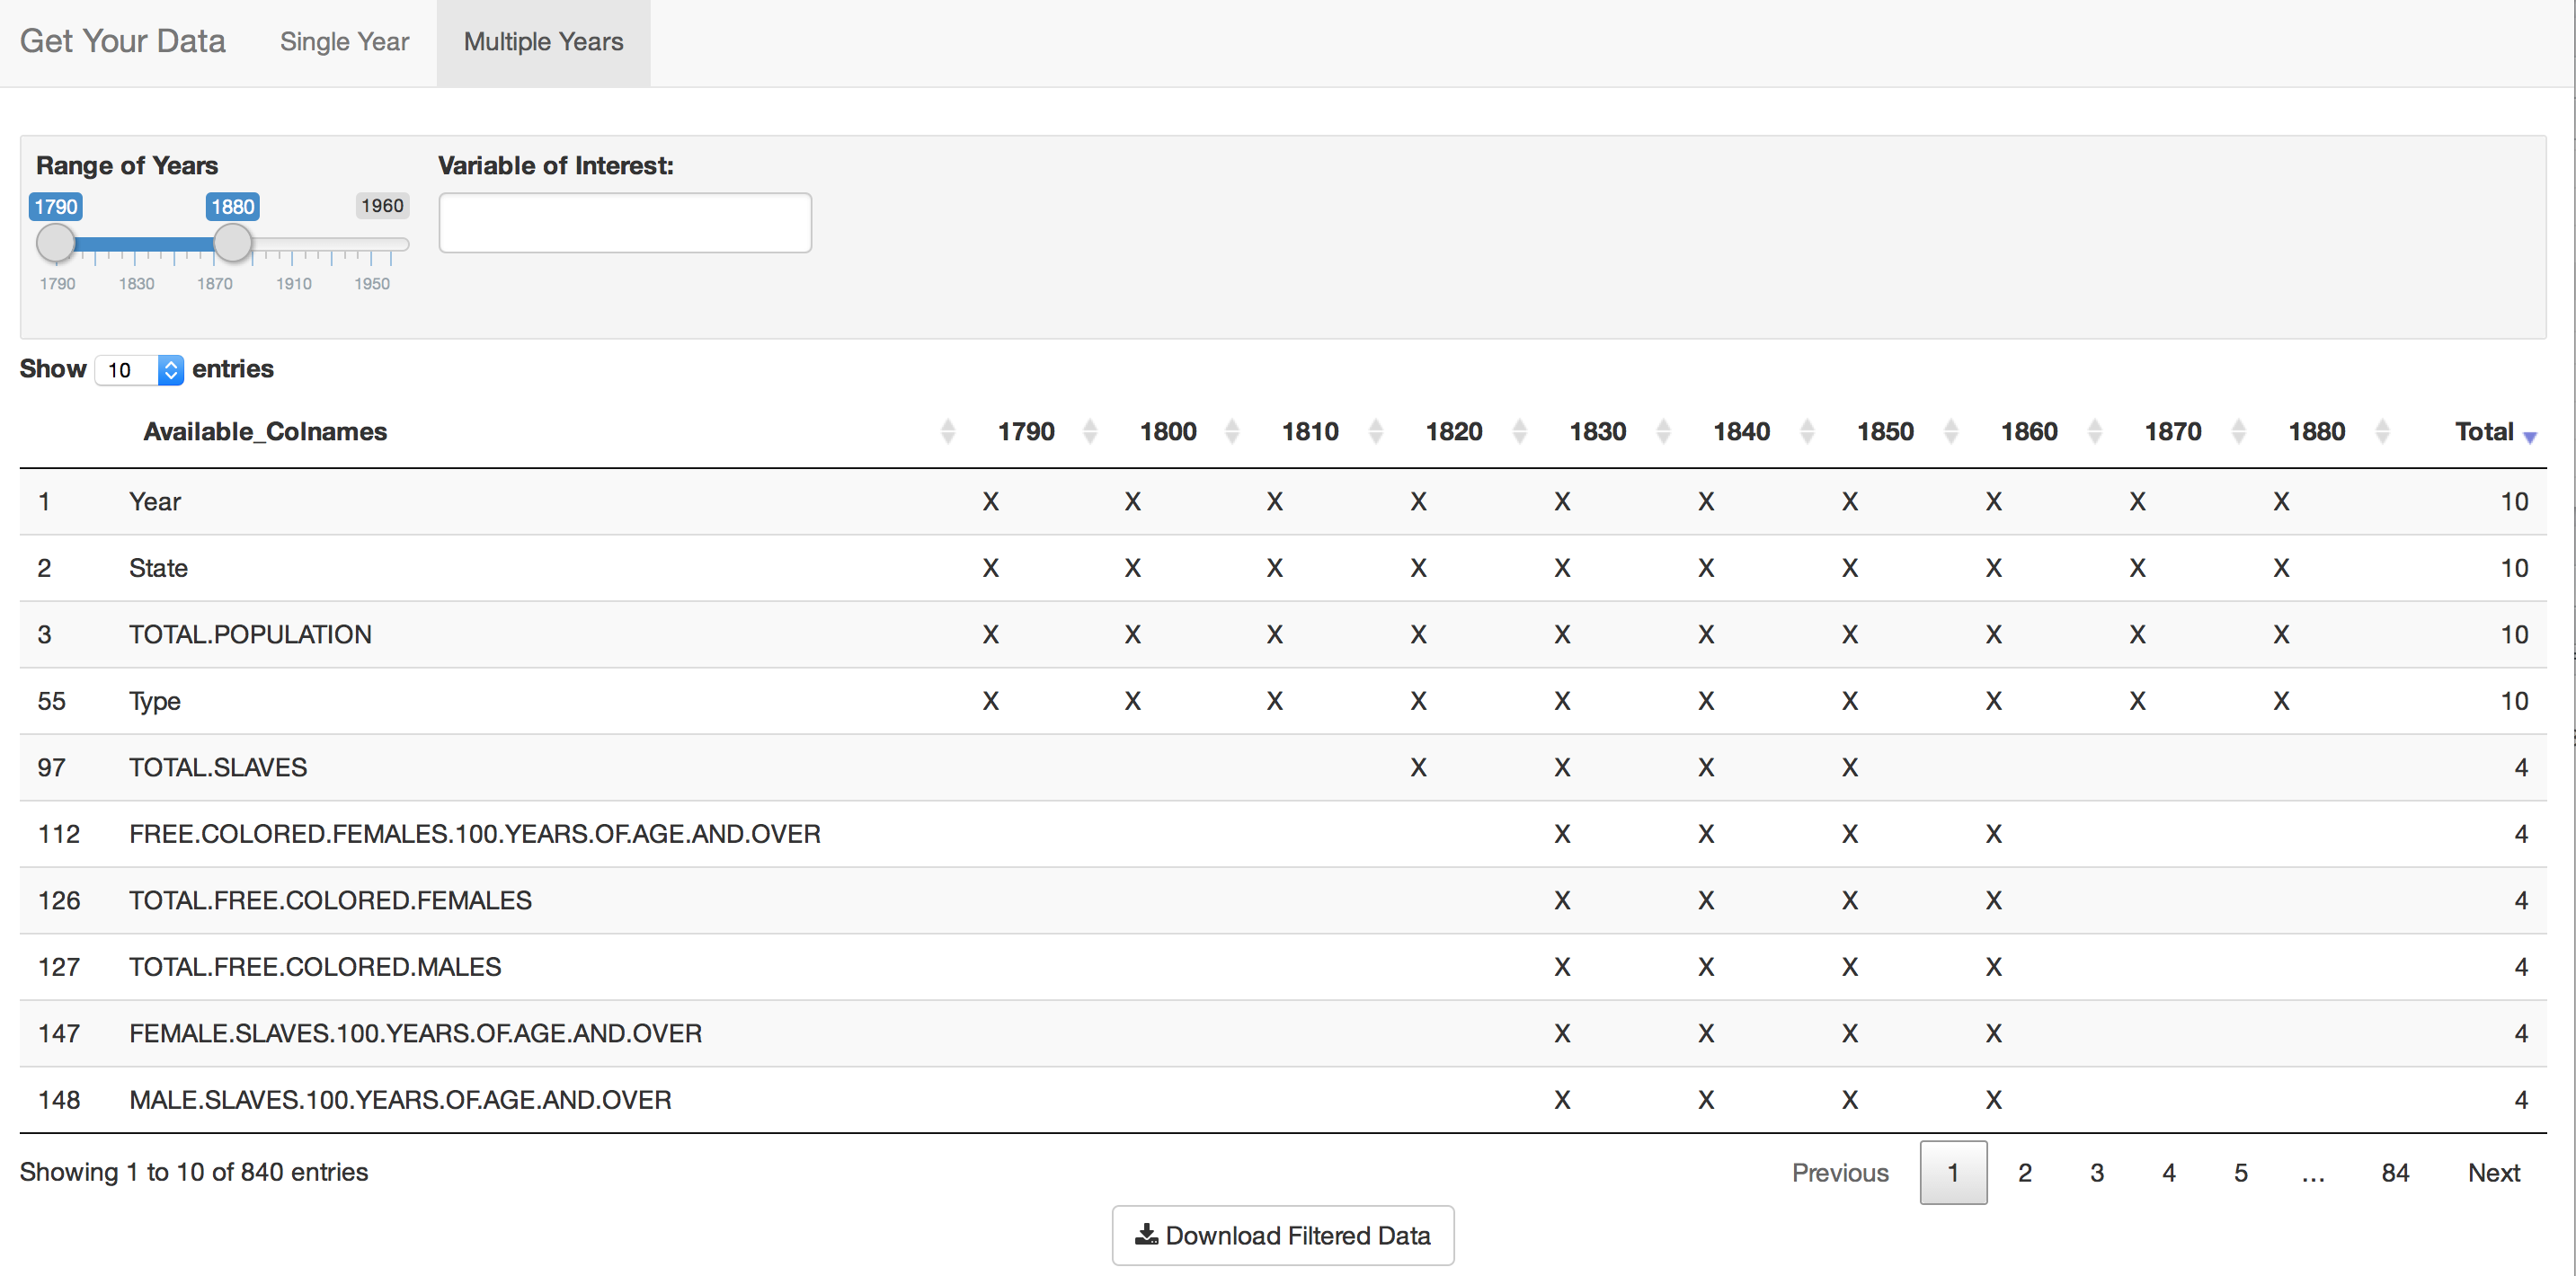 Get Your Data Single Year Multiple Years
Range of Years Variable of Interest:
1790 1880 1960
1790 1830 1870 1910 1950
Show 10 entries
Available_Colnames 1790 1800 1810 1820 1830 1840 1850 1860 1870 1880 Total
1 Year X X X X X X X X X X 10
2 State X X X X X X X X X X 10
3 TOTAL.POPULATION X X X X X X X X X X 10
55 Type X X X X X X X X X X 10
97 TOTAL.SLAVES X X X X 4
112 FREE.COLORED.FEMALES.100.YEARS.OF.AGE.AND.OVER X X X X 4
126 TOTAL.FREE.COLORED.FEMALES X X X X 4
127 TOTAL.FREE.COLORED.MALES X X X X 4
147 FEMALE.SLAVES.100.YEARS.OF.AGE.AND.OVER X X X X 4
148 MALE.SLAVES.100.YEARS.OF.AGE.AND.OVER X X X X 4
Showing 1 to 10 of 840 entries Previous 1 2 3 4 5 … 84 Next
Download Filtered Data